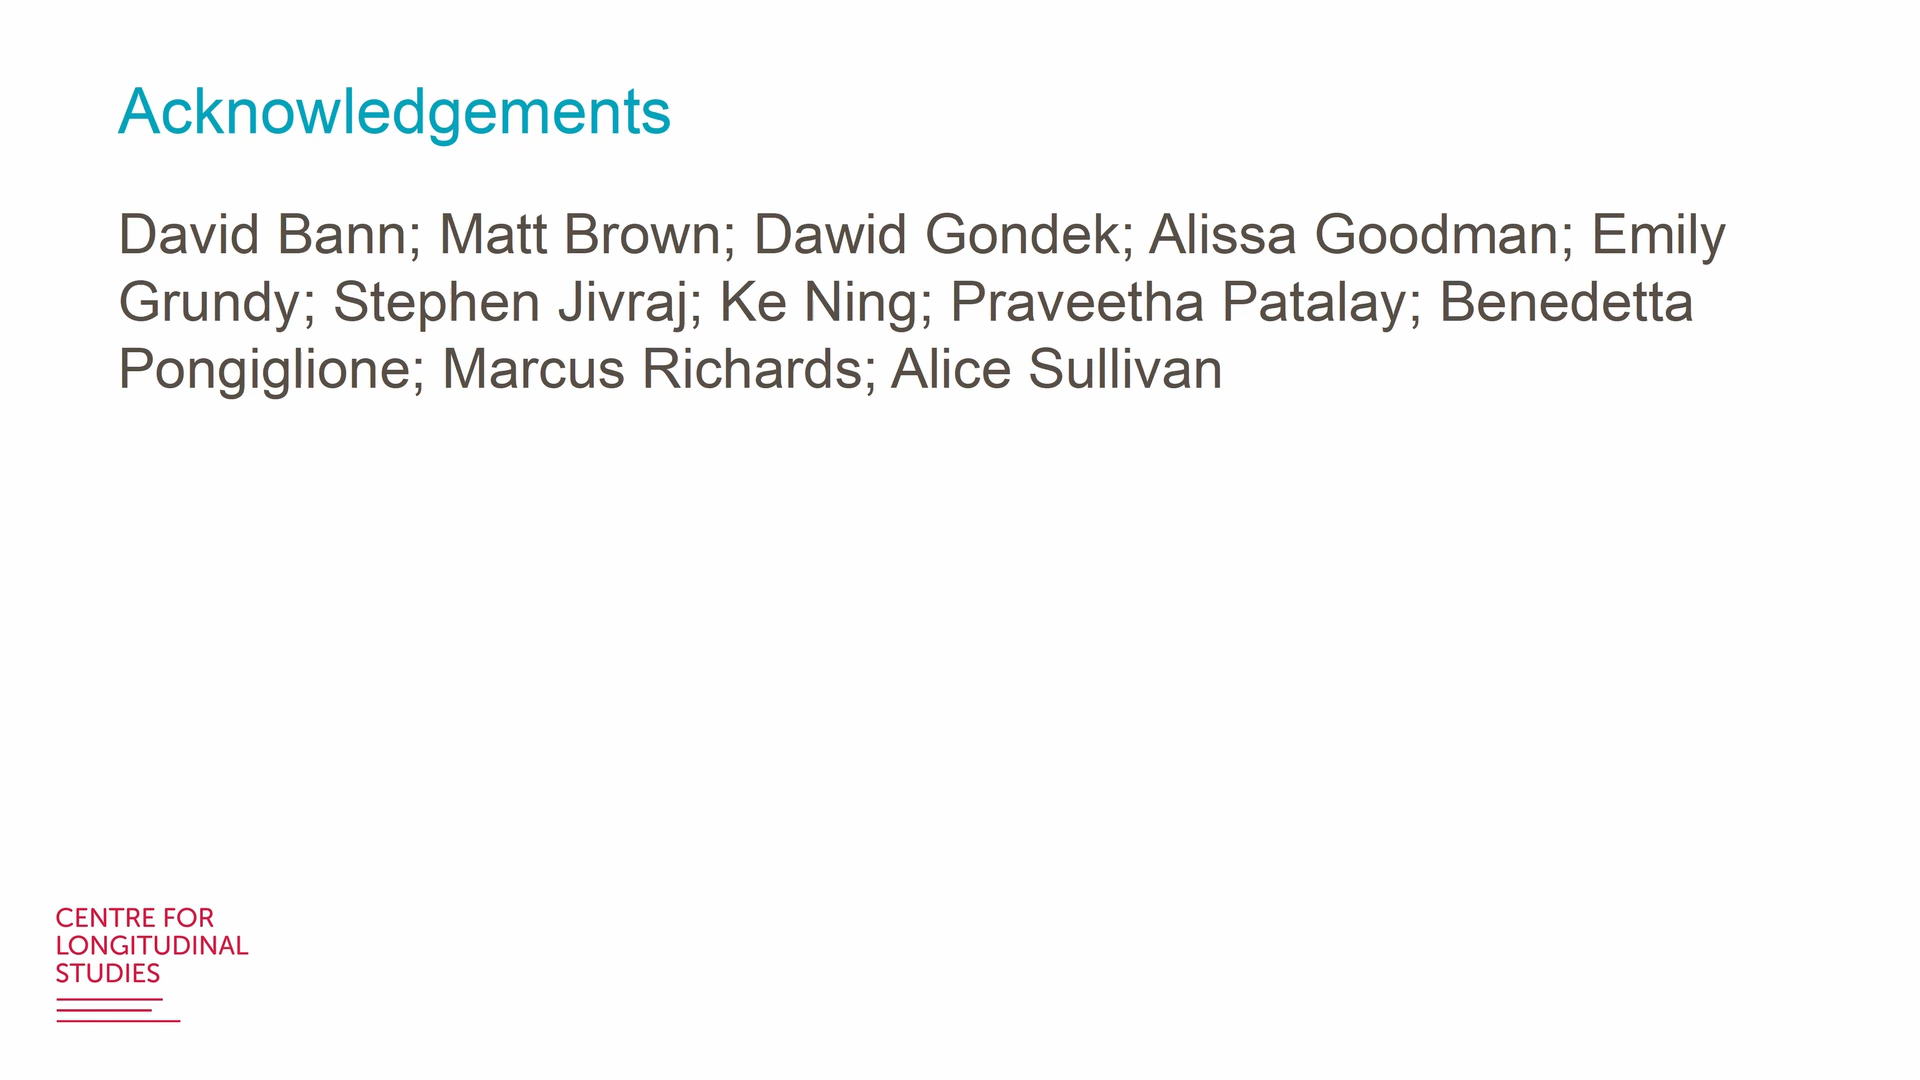 Acknowledgements
David Bann; Matt Brown; Dawid Gondek; Alissa Goodman; Emily
Grundy; Stephen Jivraj; Ke Ning; Praveetha Patalay; Benedetta
Pongiglione; Marcus Richards; Alice Sullivan
CENTRE FOR
LONGITUDINAL
STUDIES